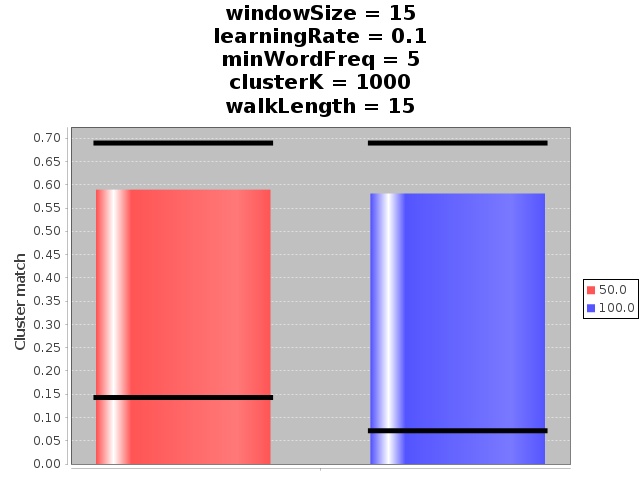 windowSize = 15
learningRate = 0.1
minWordFreq = 5
clusterK = 1000
walkLength = 15
0.70
0.65
0.60
0.55
0.50
0.45
0.40
0.35
0.30
0.25
0.20
0.15
0.10
0.05
0.00
Cluster match
50.0
100.0